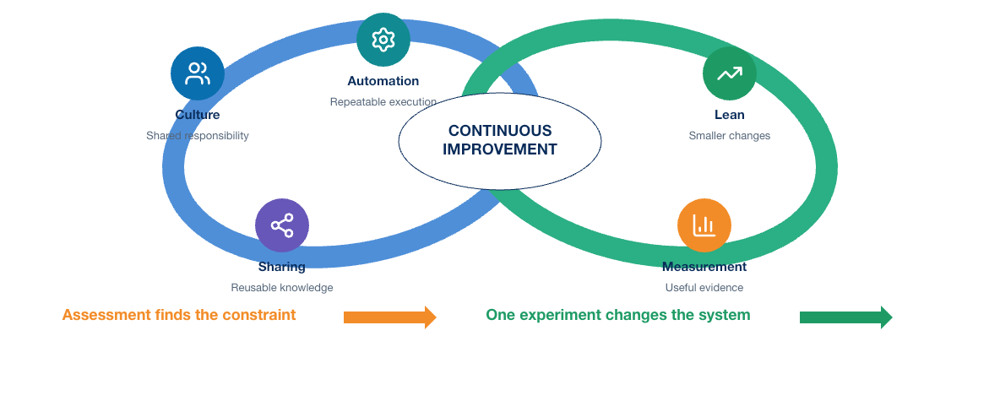 Automation
Repeatable execution
Culture
Shared responsibility
Lean
Smaller changes
CONTINUOUS
IMPROVEMENT
Sharing
Reusable knowledge
Measurement
Useful evidence
Assessment finds the constraint
One experiment changes the system